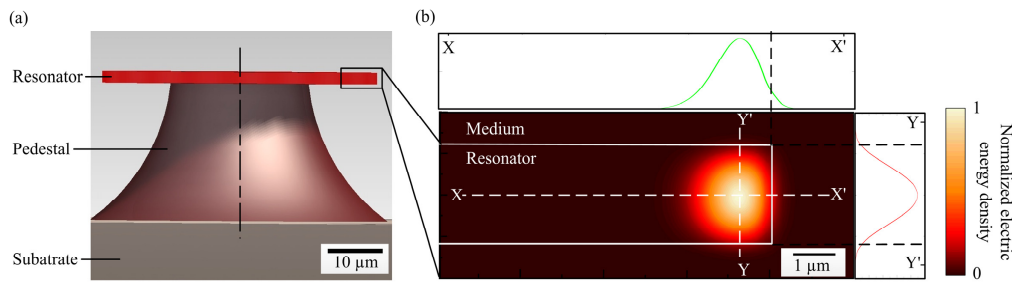 (a)
Resonator
Pedestal
Subatrate
10 µm
(b)
X
X'
Medium
Resonator
Y'
X
X'
Y
1 µm
Y
Y'
1
0
Normalized electric
energy density